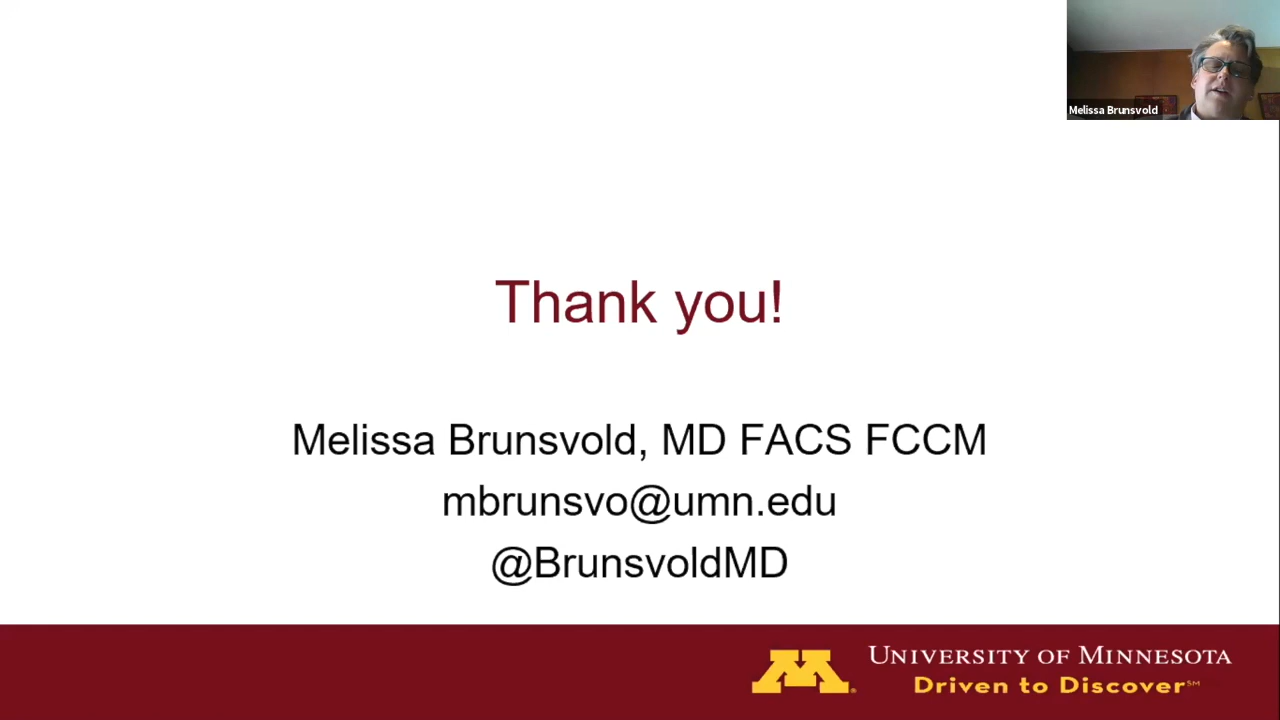 Melissa Brunsvold
Thank you!
Melissa Brunsvold, MD FACS FCCM
mbrunsvo@umn.edu
@BrunsvoldMD
M®
UNIVERSITY OF MINNESOTA
Driven to Discover℠